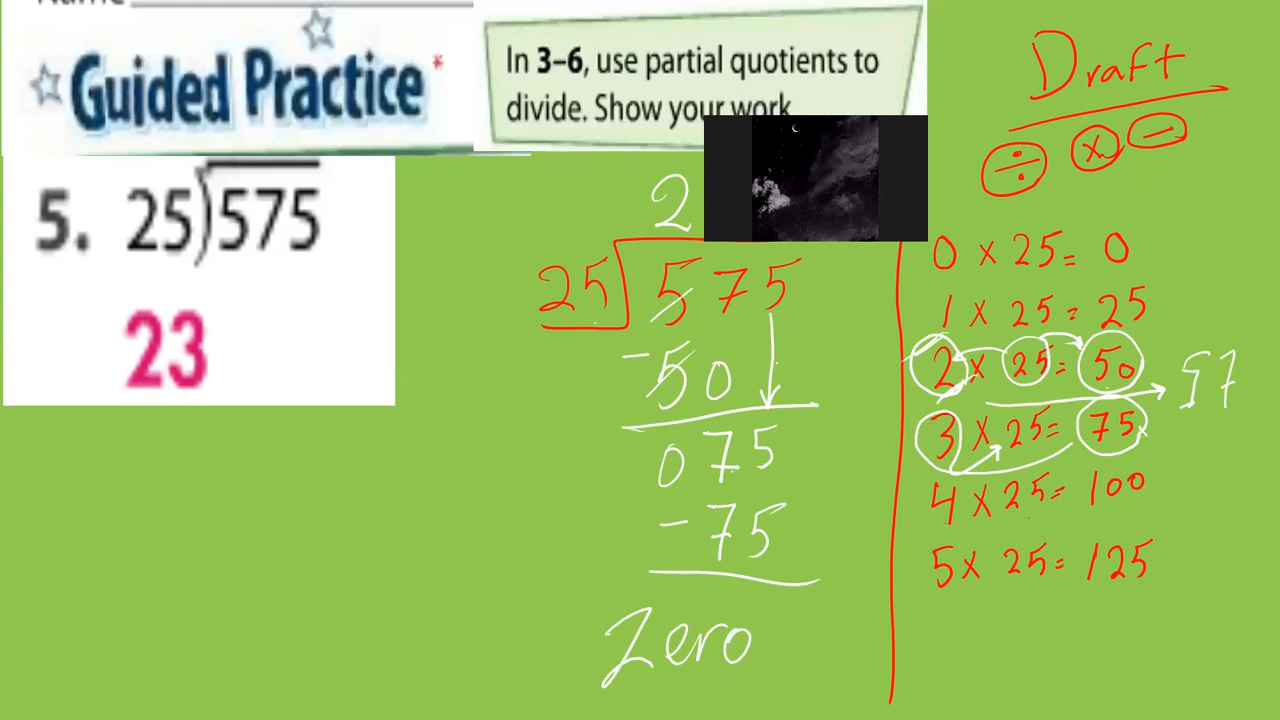 Name
Guided Practice *
In 3–6, use partial quotients to
divide. Show your work
5. 25)575
23
2
25 575
-50
075
-75
Zero
Draft
÷ × −
0 × 25 = 0
1 × 25 = 25
2 × 25 = 50
57
3 × 25 = 75
4 × 25 = 100
5 × 25 = 125